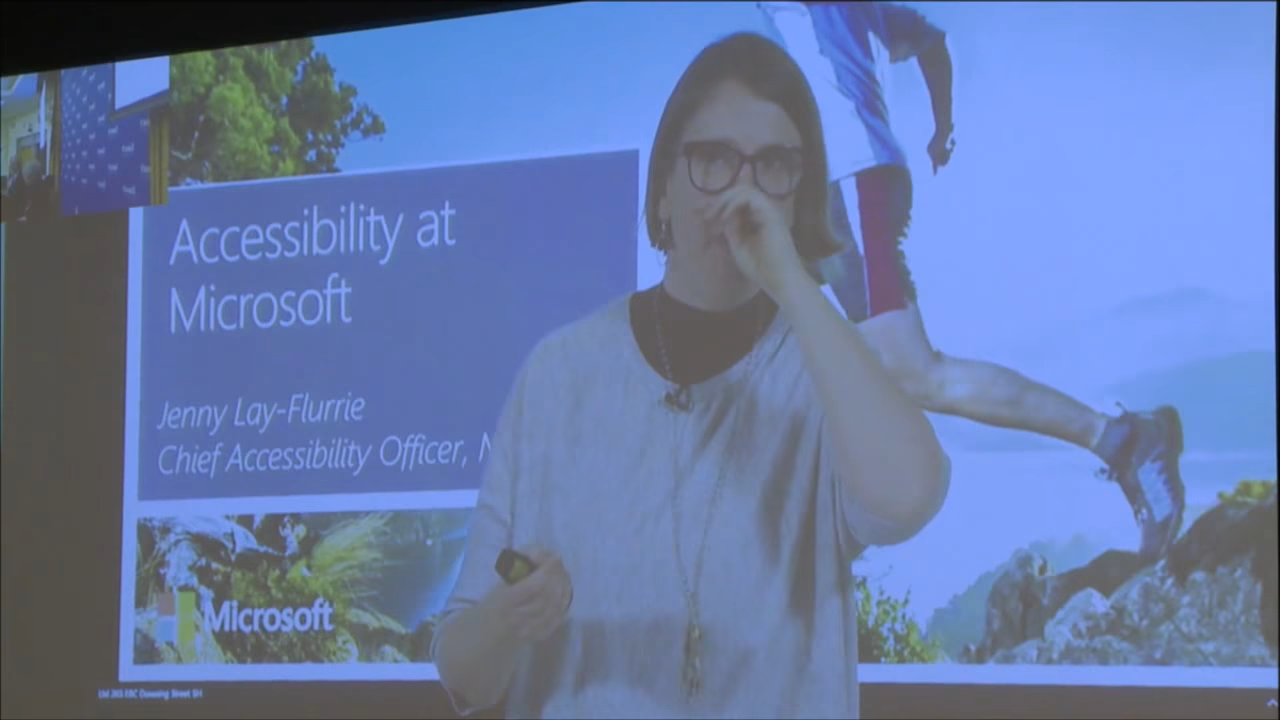 Accessibility at
Microsoft
Jenny Lay-Flurrie
Chief Accessibility Officer,
Microsoft